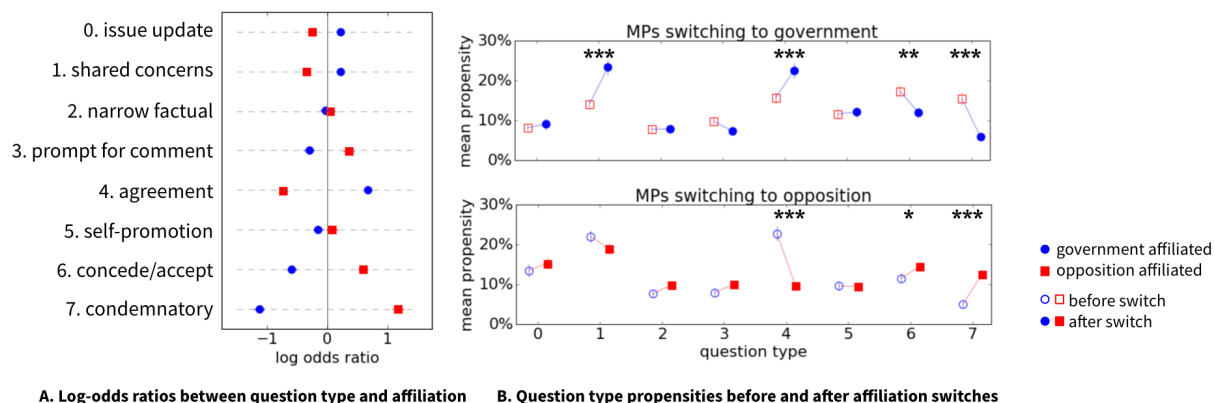 0. issue update
1. shared concerns
2. narrow factual
3. prompt for comment
4. agreement
5. self-promotion
6. concede/accept
7. condemnatory
−1 0 1
log odds ratio
A. Log-odds ratios between question type and affiliation
MPs switching to government
30%
20%
10%
0%
mean propensity
*** *** ** ***
MPs switching to opposition
30%
20%
10%
0%
mean propensity
*** * ***
0 1 2 3 4 5 6 7
question type
government affiliated
opposition affiliated
before switch
after switch
B. Question type propensities before and after affiliation switches